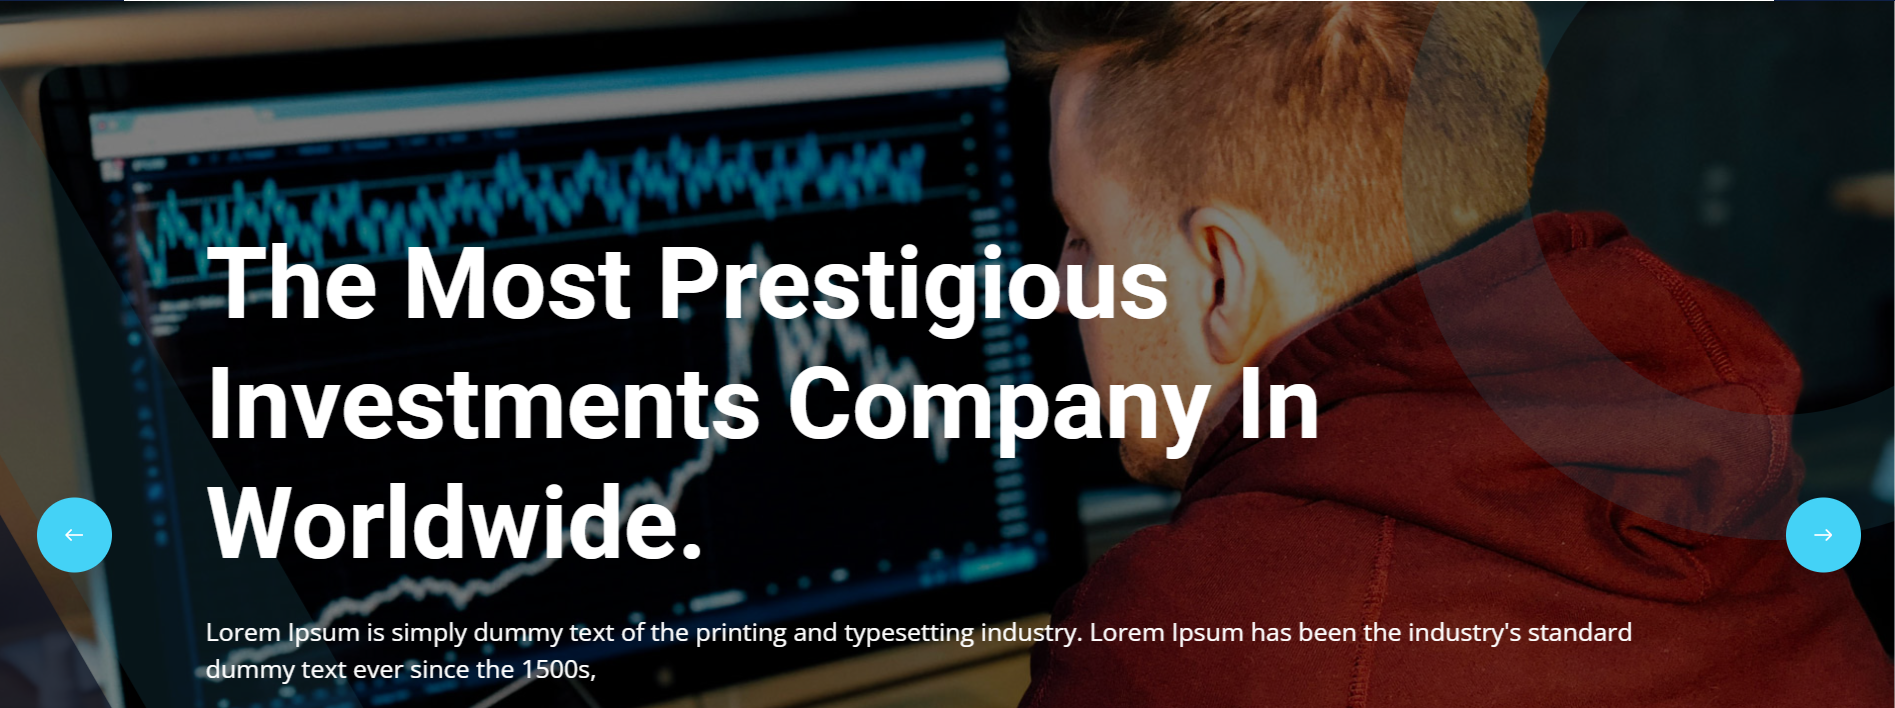 The Most Prestigious
Investments Company In
Worldwide.
Lorem Ipsum is simply dummy text of the printing and typesetting industry. Lorem Ipsum has been the industry's standard
dummy text ever since the 1500s,